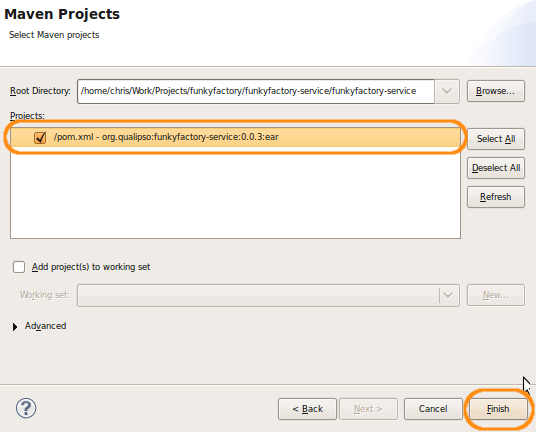 Maven Projects
Select Maven projects
Root Directory: /home/chris/Work/Projects/funkyfactory/funkyfactory-service/funkyfactory-service Browse...
Projects:
/pom.xml - org.qualipso:funkyfactory-service:0.0.3:ear
Select All
Deselect All
Refresh
Add project(s) to working set
Working set: New...
Advanced
? < Back Next > Cancel Finish